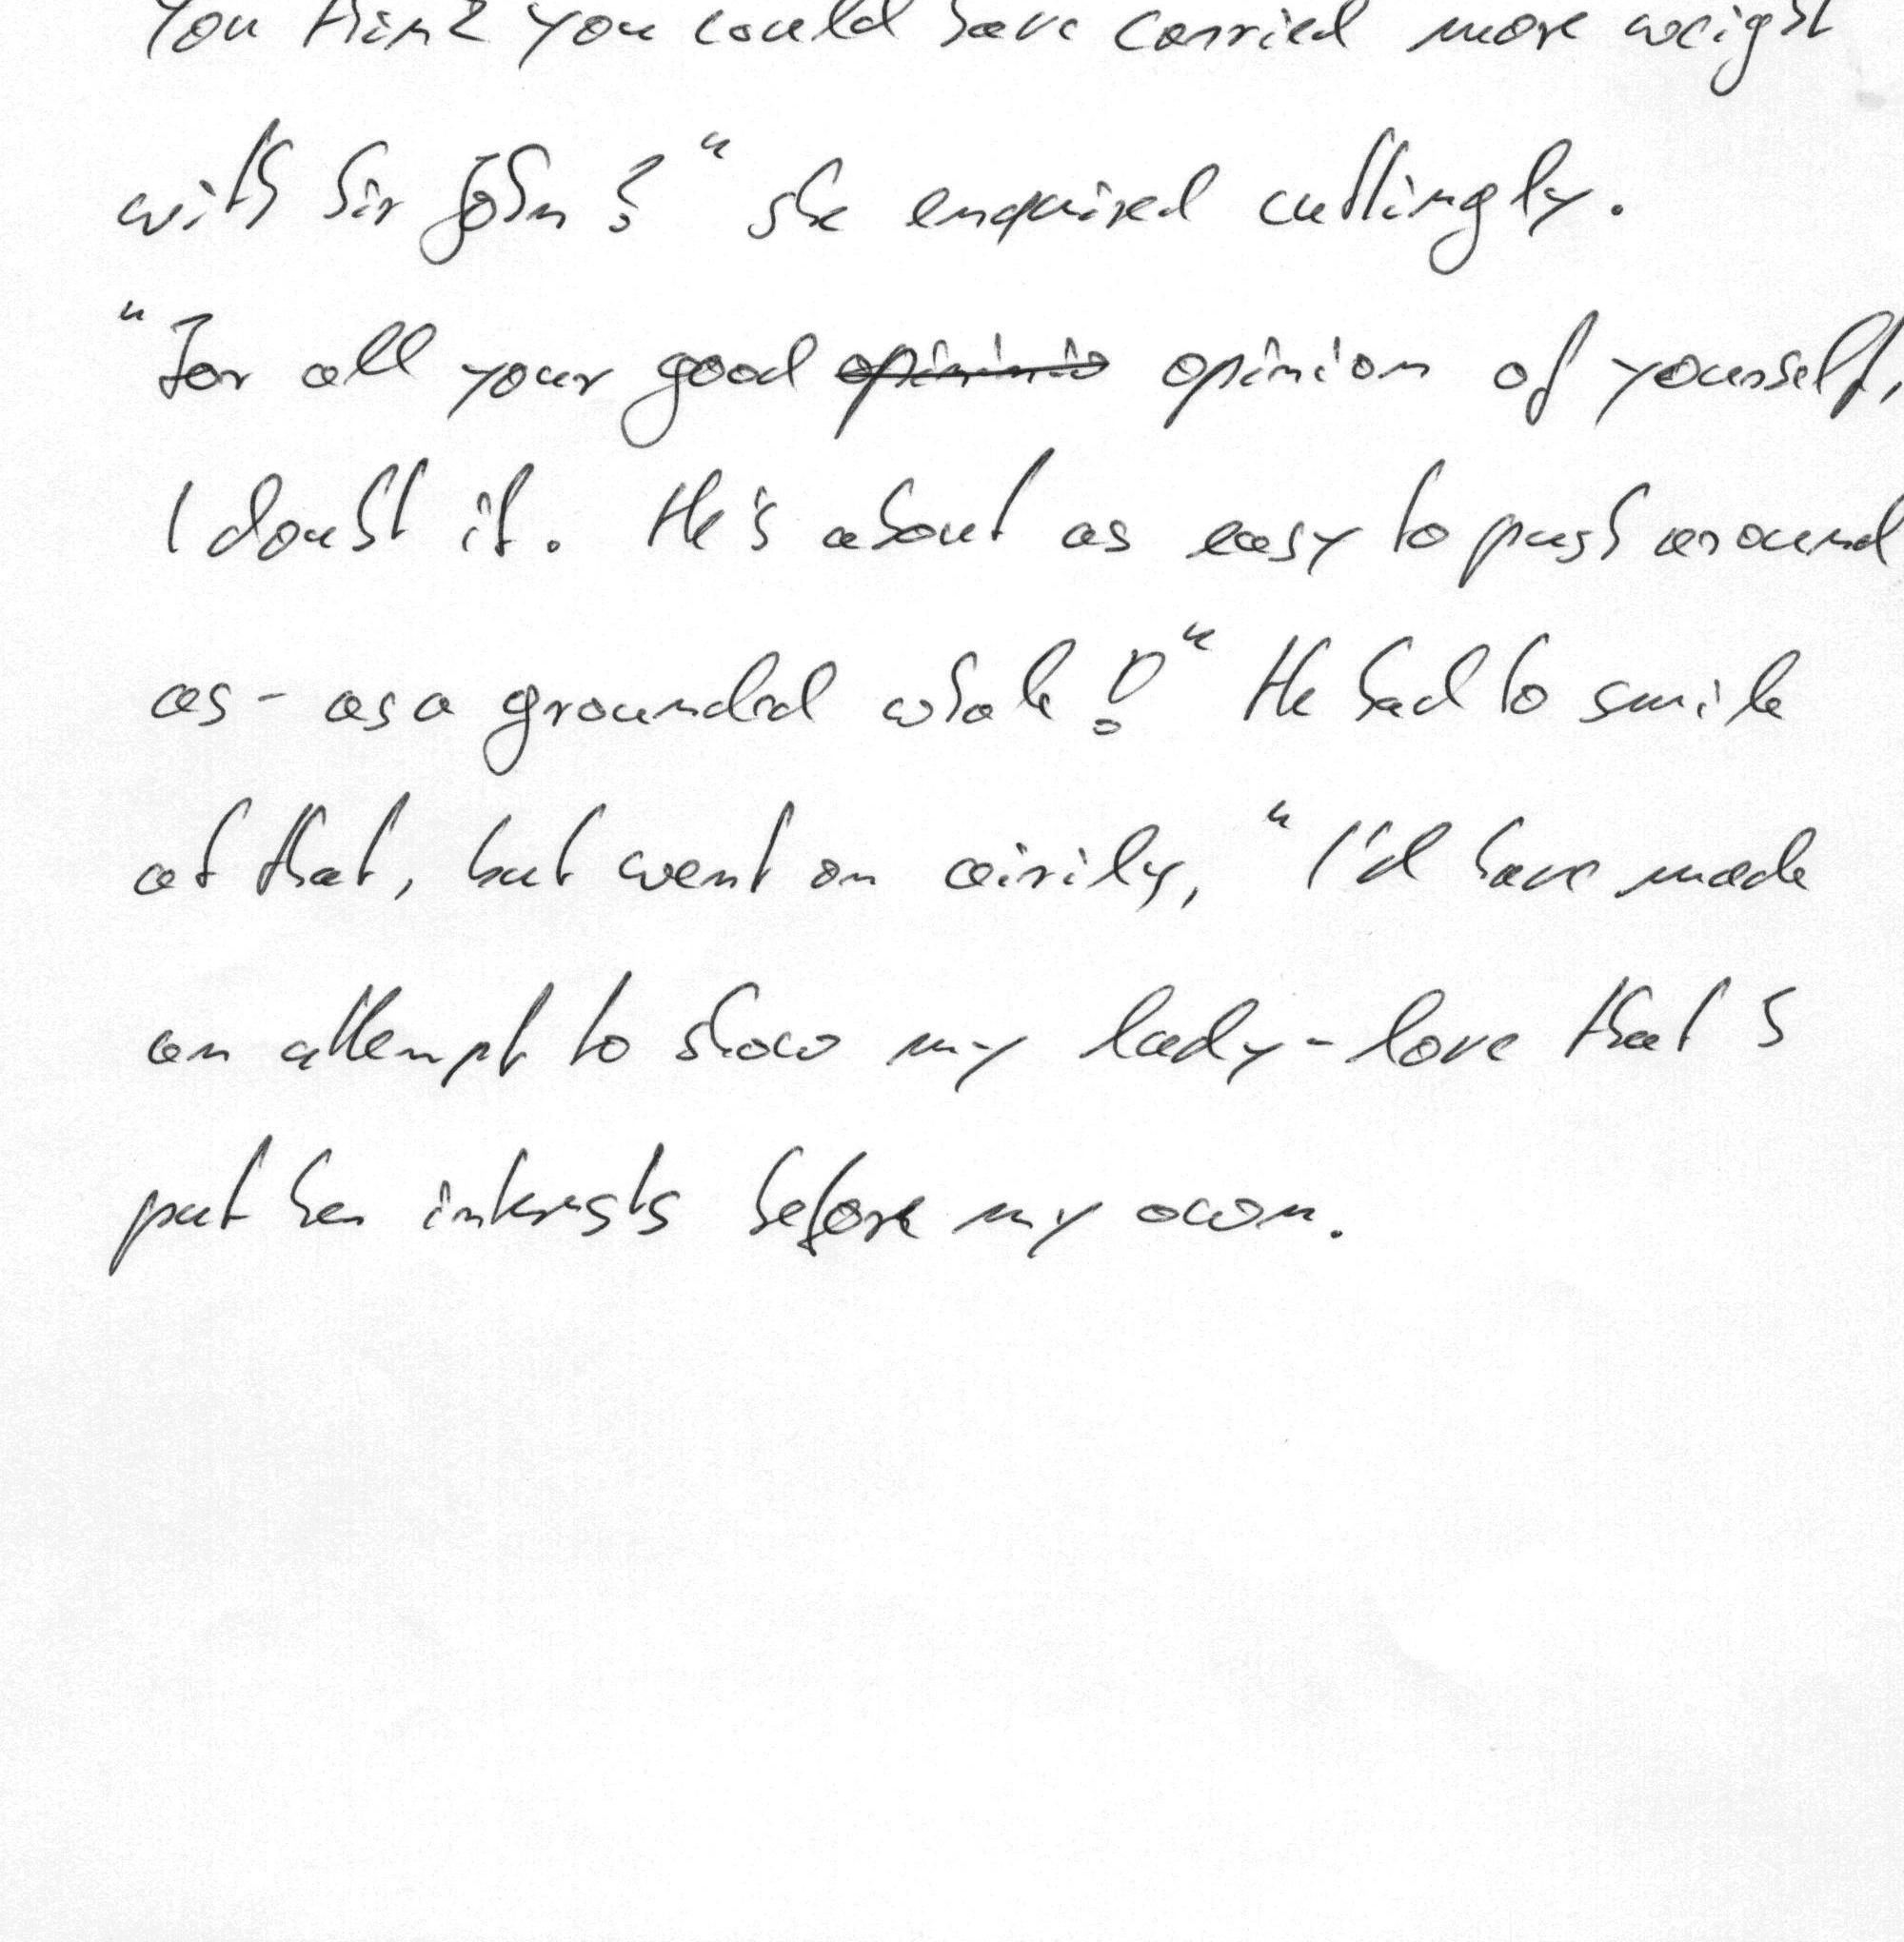 You think you could have carried more weight
with Sir John?" she enquired cuttingly.
"For all your good opininio opinion of yourself,
I doubt it. He's about as easy to push around
as - as a grounded whale!" He had to smile
at that, but went on airily, "I'd have made
an attempt to show my lady-love that I
put her interests before my own.